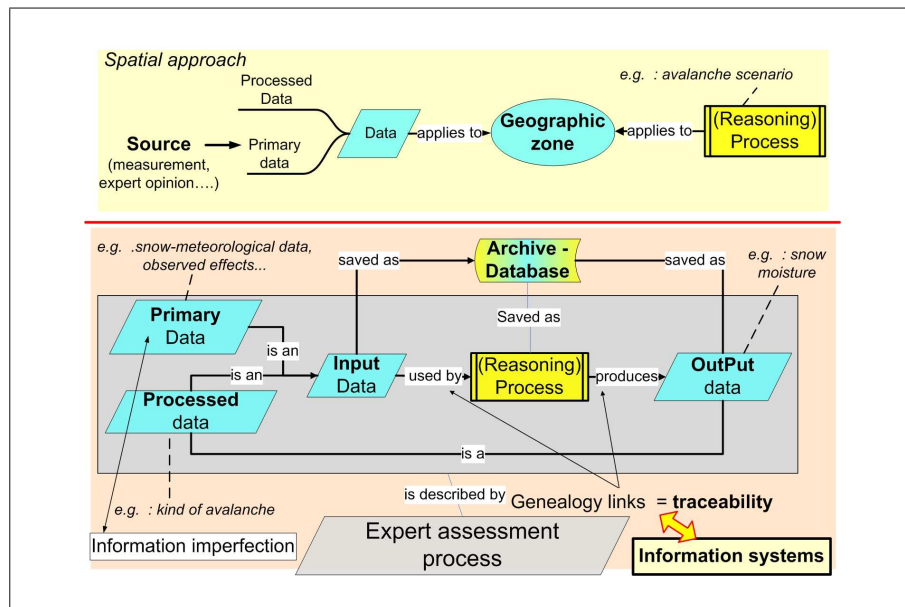 Spatial approach
e.g. : avalanche scenario
Processed
Data
Source
(measurement,
expert opinion....)
Primary
data
Data
applies to
Geographic
zone
applies to
(Reasoning)
Process
e.g. .snow-meteorological data,
observed effects...
saved as
Archive -
Database
saved as
e.g. : snow
moisture
Primary
Data
is an
Saved as
is an
Input
Data
used by
(Reasoning)
Process
produces
OutPut
data
Processed
data
is a
is described by
e.g. : kind of avalanche
Genealogy links = traceability
Information imperfection
Expert assessment
process
Information systems